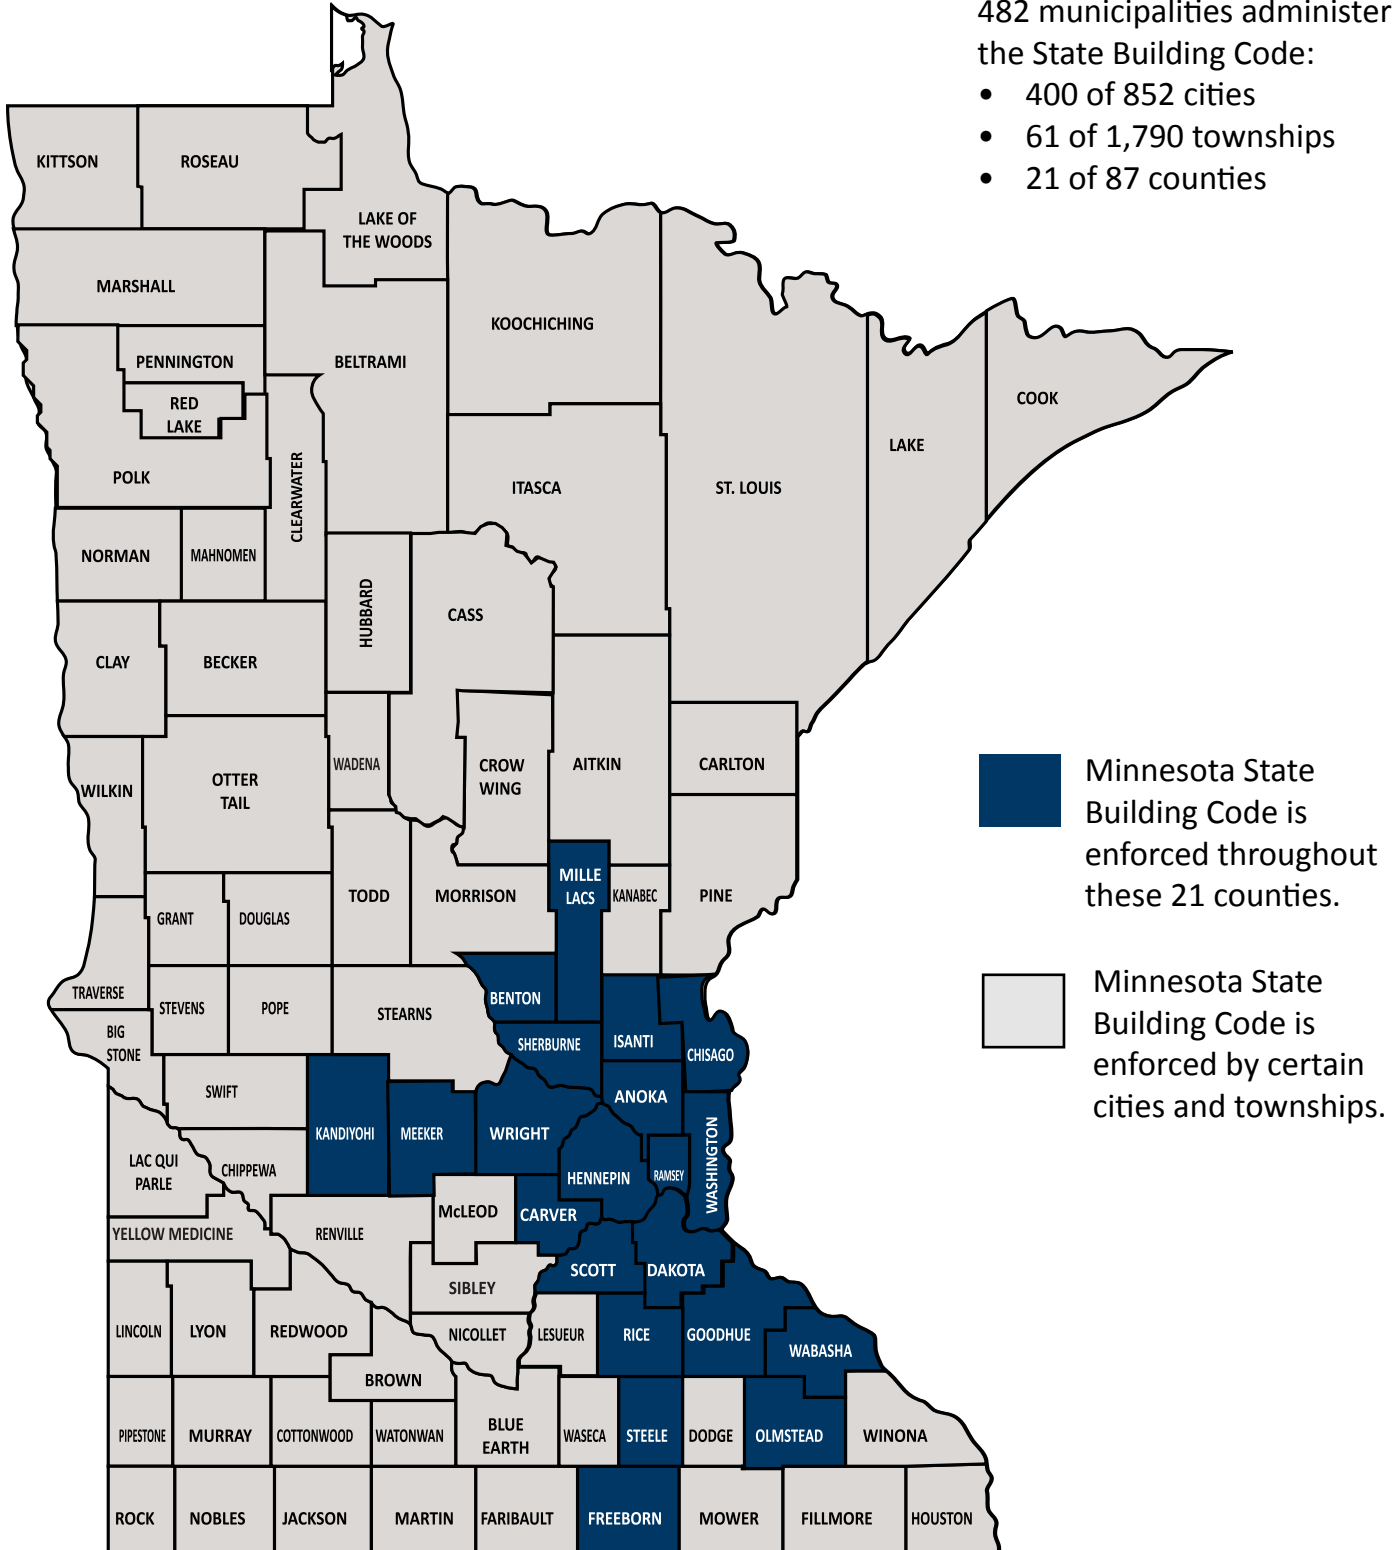 482 municipalities administer
the State Building Code:
• 400 of 852 cities
• 61 of 1,790 townships
• 21 of 87 counties
KITTSON
ROSEAU
LAKE OF
THE WOODS
MARSHALL
KOOCHICHING
PENNINGTON
BELTRAMI
RED
LAKE
COOK
LAKE
POLK
CLEARWATER
ITASCA
ST. LOUIS
NORMAN
MAHNOMEN
HUBBARD
CASS
CLAY
BECKER
WADENA
CROW
WING
AITKIN
CARLTON
OTTER
TAIL
WILKIN
Minnesota State
Building Code is
enforced throughout
these 21 counties.
MILLE
LACS
TODD
MORRISON
KANABEC
PINE
GRANT
DOUGLAS
TRAVERSE
STEVENS
POPE
STEARNS
BENTON
Minnesota State
Building Code is
enforced by certain
cities and townships.
BIG
STONE
SHERBURNE
ISANTI
CHISAGO
SWIFT
ANOKA
KANDIYOHI
MEEKER
WRIGHT
WASHINGTON
LAC QUI
PARLE
CHIPPEWA
HENNEPIN
RAMSEY
McLEOD
CARVER
YELLOW MEDICINE
RENVILLE
SCOTT
DAKOTA
SIBLEY
LINCOLN
LYON
REDWOOD
NICOLLET
LESUEUR
RICE
GOODHUE
WABASHA
BROWN
PIPESTONE
MURRAY
COTTONWOOD
WATONWAN
BLUE
EARTH
WASECA
STEELE
DODGE
OLMSTEAD
WINONA
ROCK
NOBLES
JACKSON
MARTIN
FARIBAULT
FREEBORN
MOWER
FILLMORE
HOUSTON